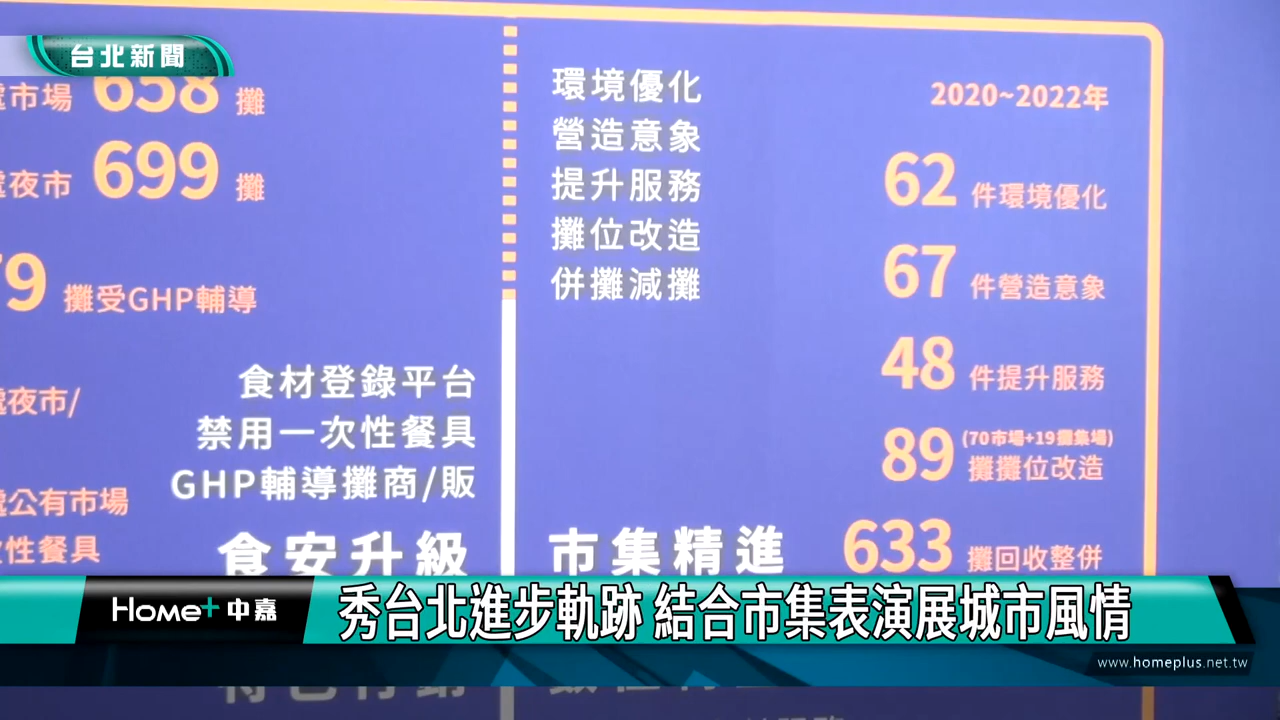 台北新聞
市場 658 攤
夜市 699 攤
9 攤受GHP輔導
夜市/
公有市場
性餐具
食材登錄平台
禁用一次性餐具
GHP輔導攤商/販
食安升級
環境優化
營造意象
提升服務
攤位改造
併攤減攤
市集精進
2020~2022年
62 件環境優化
67 件營造意象
48 件提升服務
89 (70市場+19攤集場)
攤攤位改造
633 攤回收整併
Home+中嘉
秀台北進步軌跡 結合市集表演展城市風情
www.homeplus.net.tw